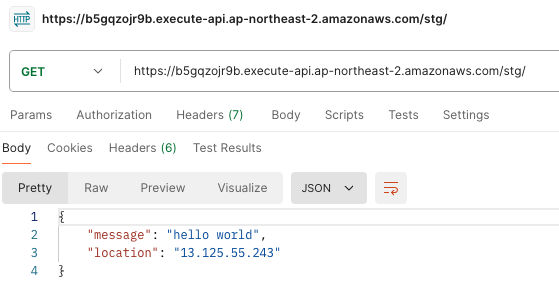 HTTP https://b5gqzojr9b.execute-api.ap-northeast-2.amazonaws.com/stg/
GET https://b5gqzojr9b.execute-api.ap-northeast-2.amazonaws.com/stg/
Params Authorization Headers (7) Body Scripts Tests Settings
Body Cookies Headers (6) Test Results
Pretty Raw Preview Visualize JSON
1 {
2 "message": "hello world",
3 "location": "13.125.55.243"
4 }